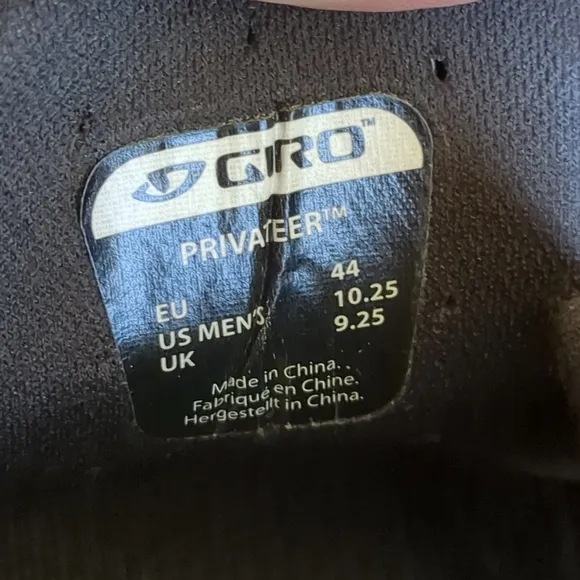 GIRO™
PRIVATEER™
EU 44
US MEN'S 10.25
UK 9.25
Made in China.
Fabriqué en Chine.
Hergestellt in China.